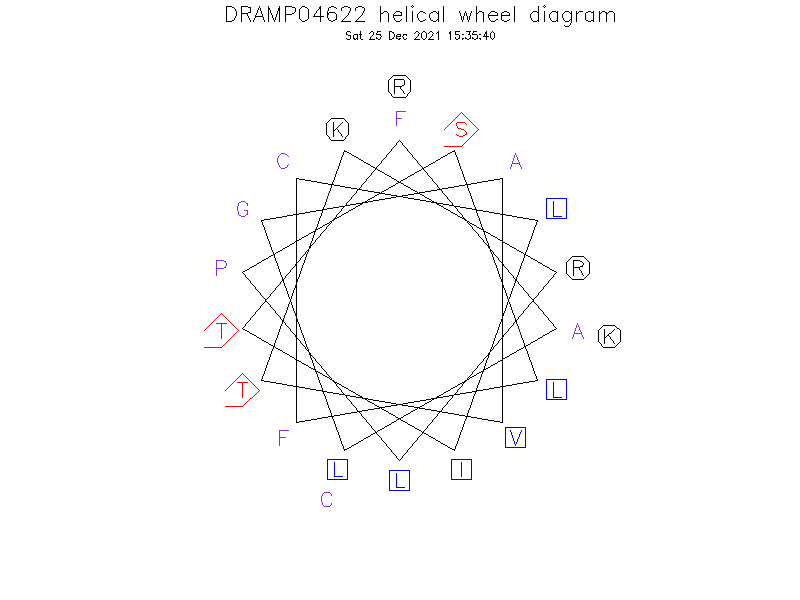 DRAMP04622 helical wheel diagram
Sat 25 Dec 2021 15:35:40
R
F
K
S
C
A
G
L
P
R
T
A K
T
L
F
V
L
L
I
C